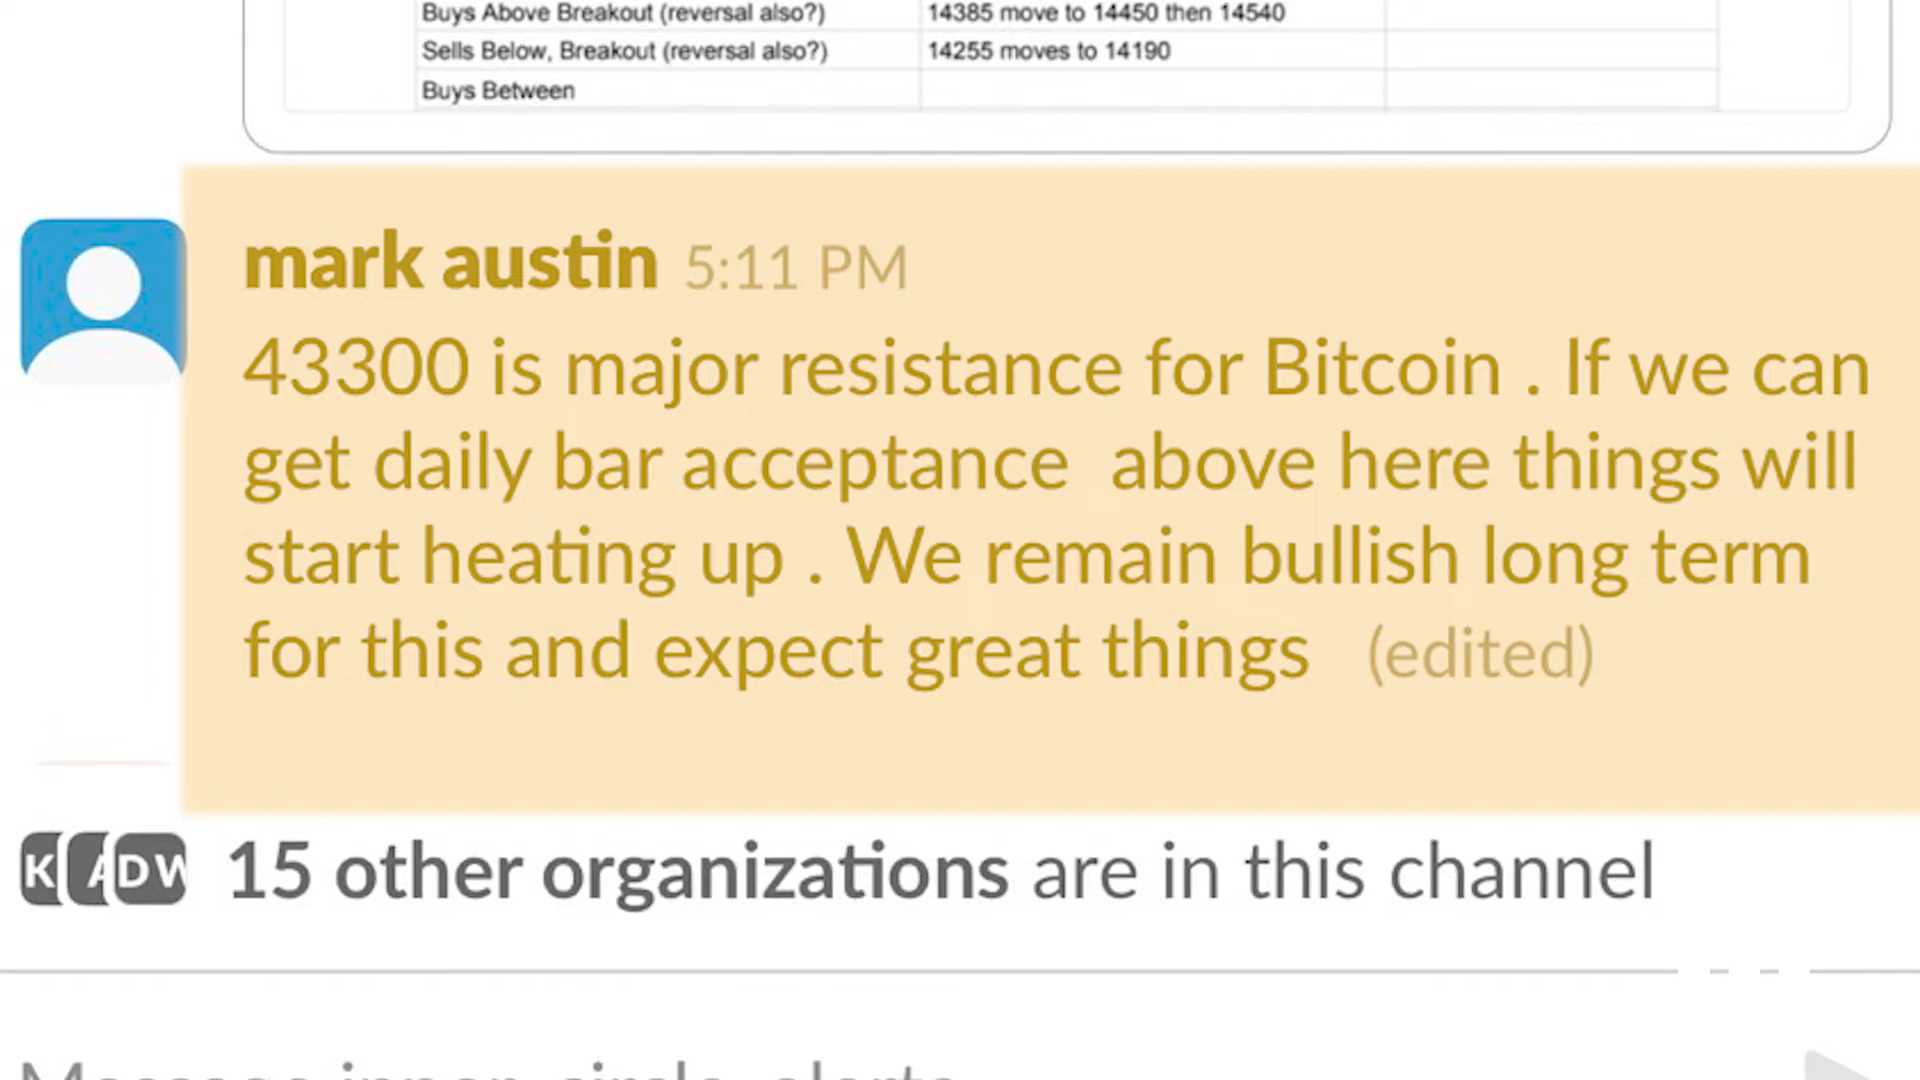 Buys Above Breakout (reversal also?) 14385 move to 14450 then 14540
Sells Below, Breakout (reversal also?) 14255 moves to 14190
Buys Between
mark austin 5:11 PM
43300 is major resistance for Bitcoin . If we can
get daily bar acceptance above here things will
start heating up . We remain bullish long term
for this and expect great things (edited)
K A DW 15 other organizations are in this channel